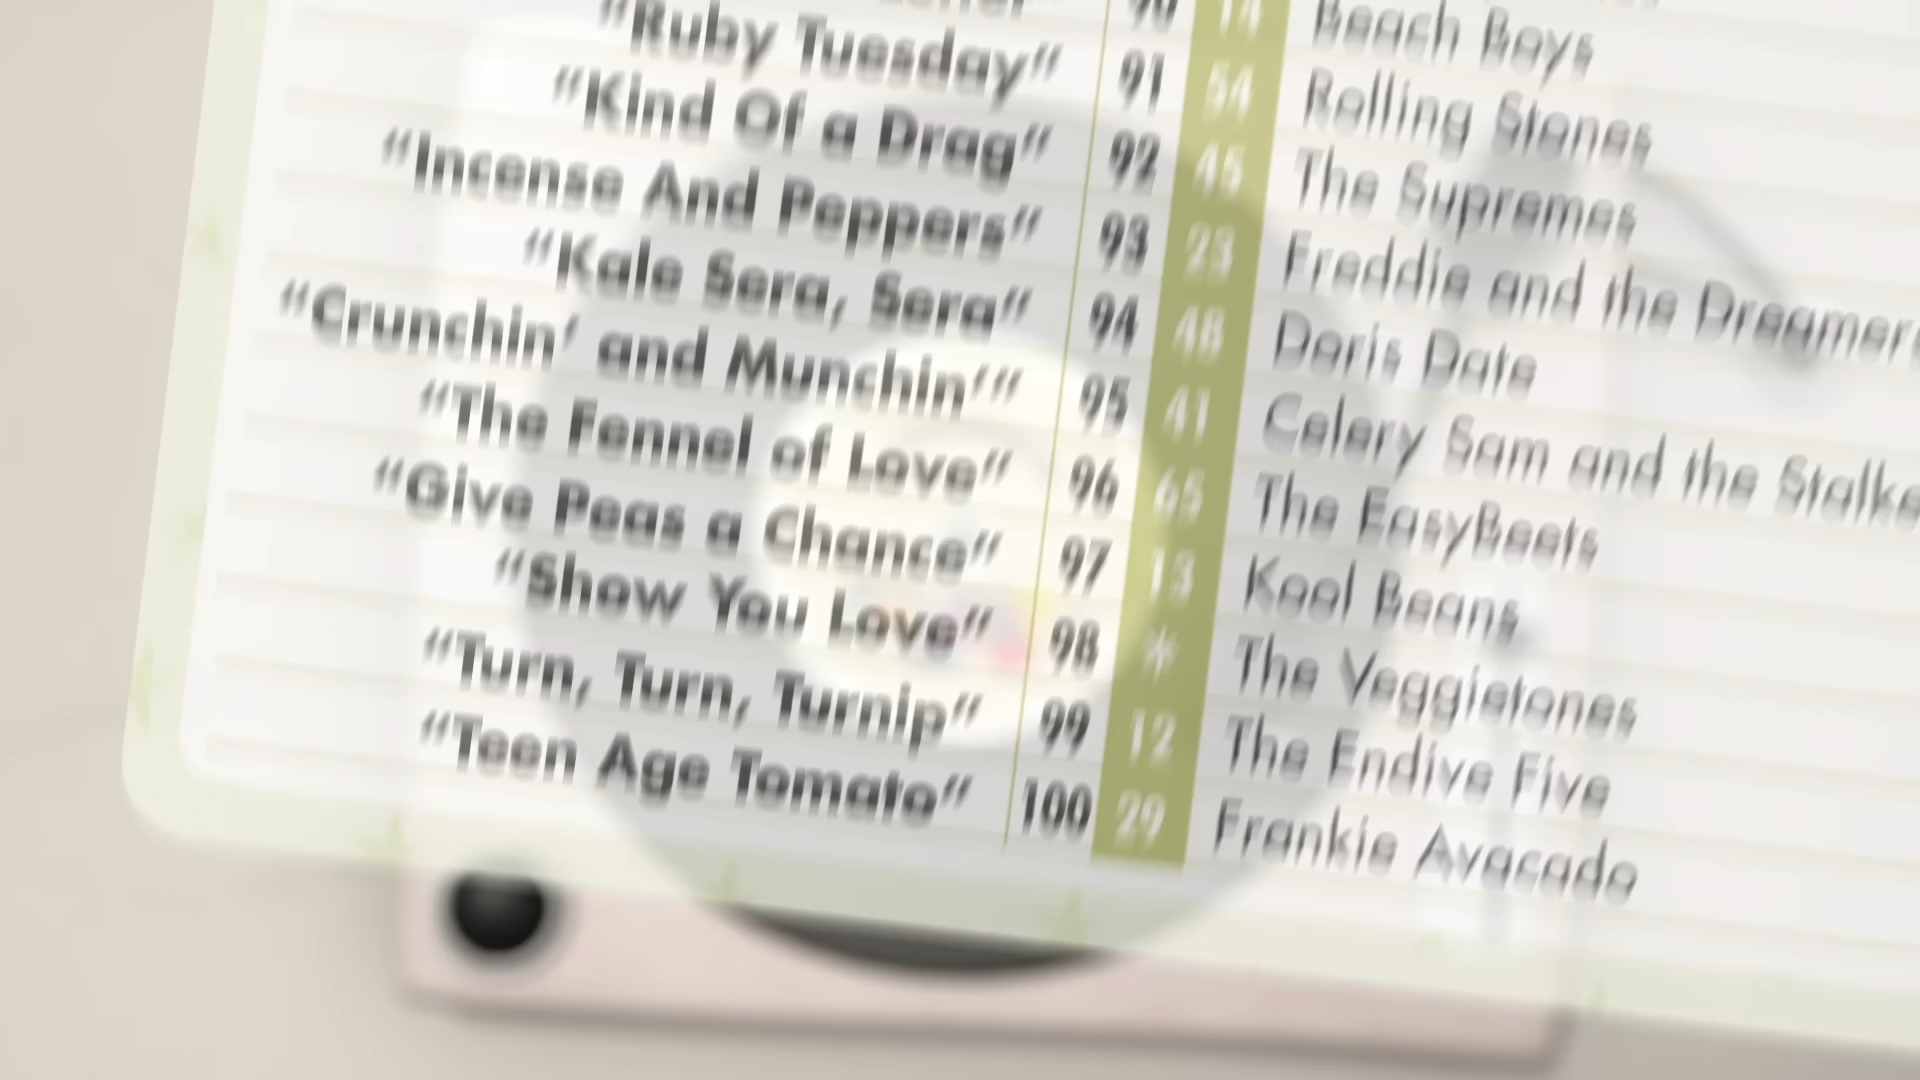 90 14 Beach Boys
"Ruby Tuesday" 91 54 Rolling Stones
"Kind Of a Drag" 92 45 The Supremes
"Incense And Peppers" 93 23 Freddie and the Dreamers
"Kale Sera, Sera" 94 48 Doris Date
"Crunchin' and Munchin'" 95 41 Celery Sam and the Stalke
"The Fennel of Love" 96 65 The EasyBeets
"Give Peas a Chance" 97 13 Kool Beans
"Show You Love" 98 * The Veggietones
"Turn, Turn, Turnip" 99 12 The Endive Five
"Teen Age Tomato" 100 29 Frankie Avacado